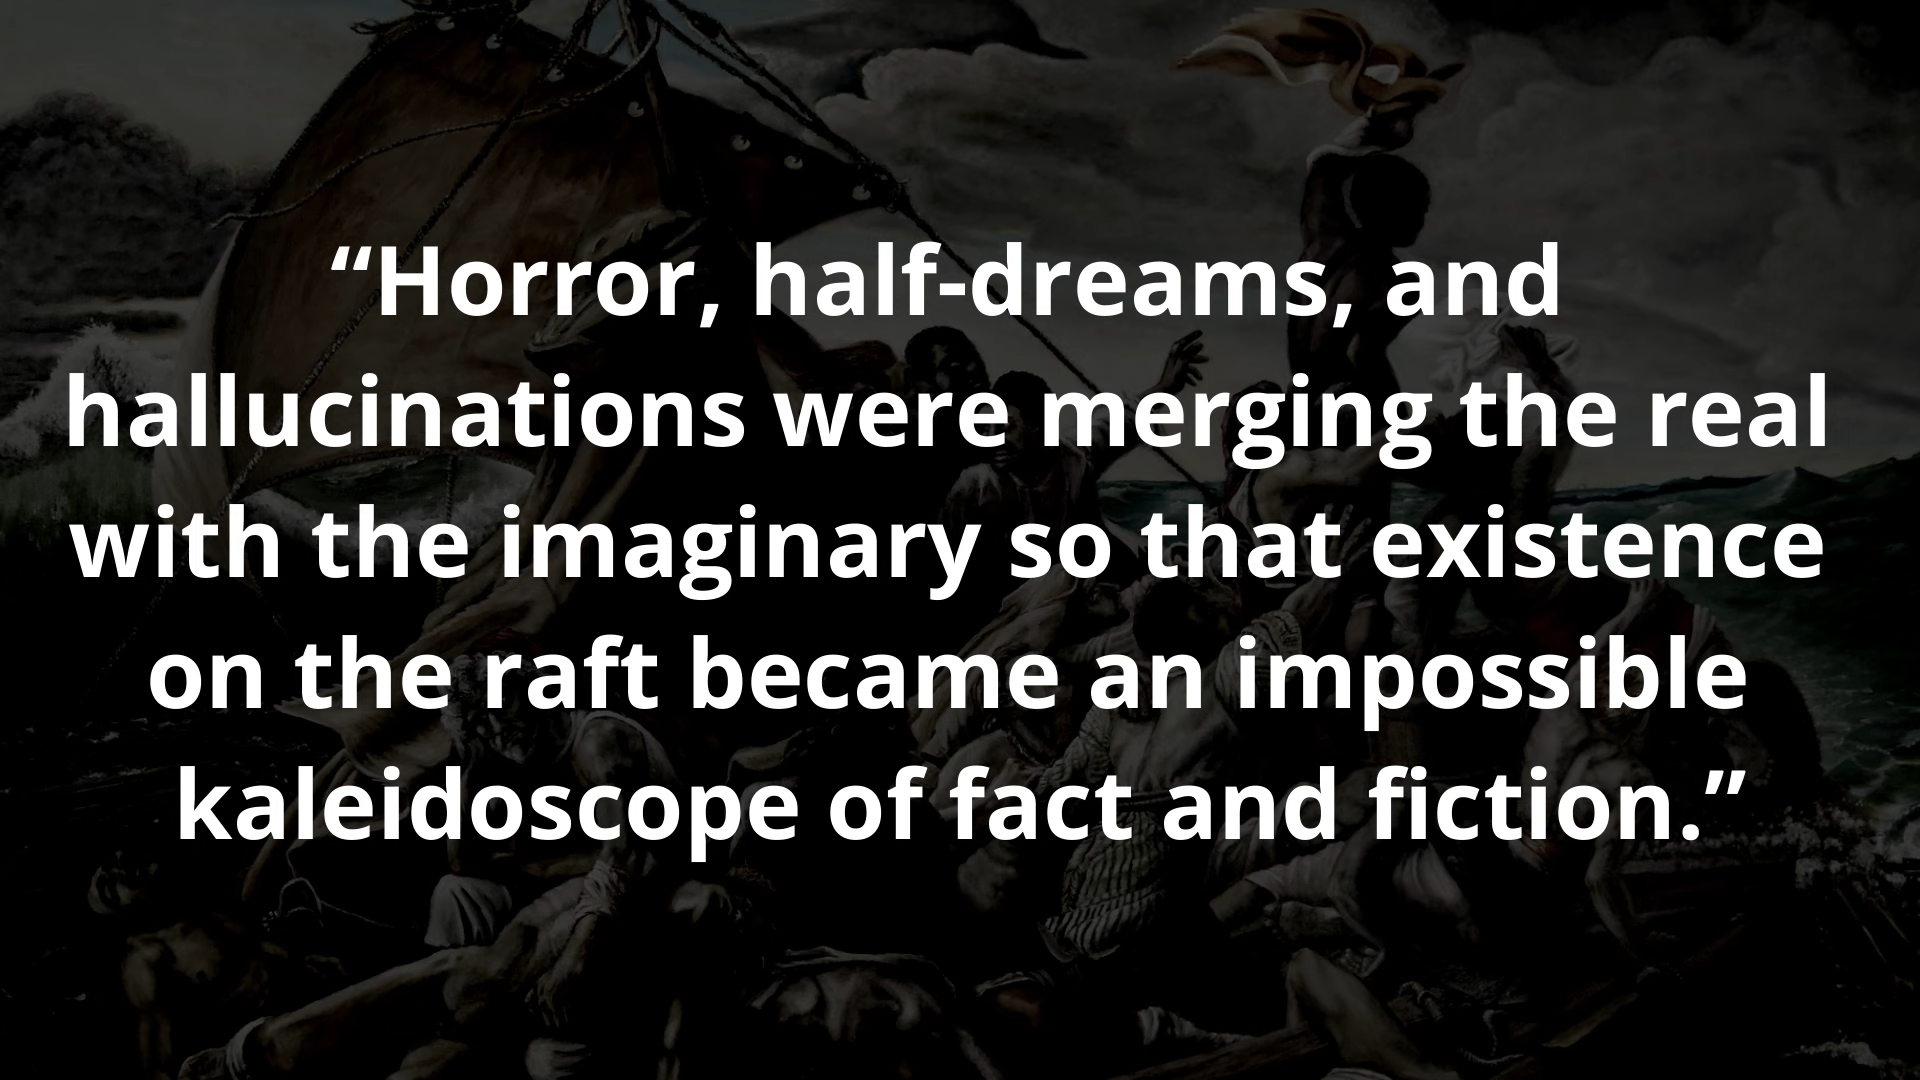 “Horror, half-dreams, and
hallucinations were merging the real
with the imaginary so that existence
on the raft became an impossible
kaleidoscope of fact and fiction.”